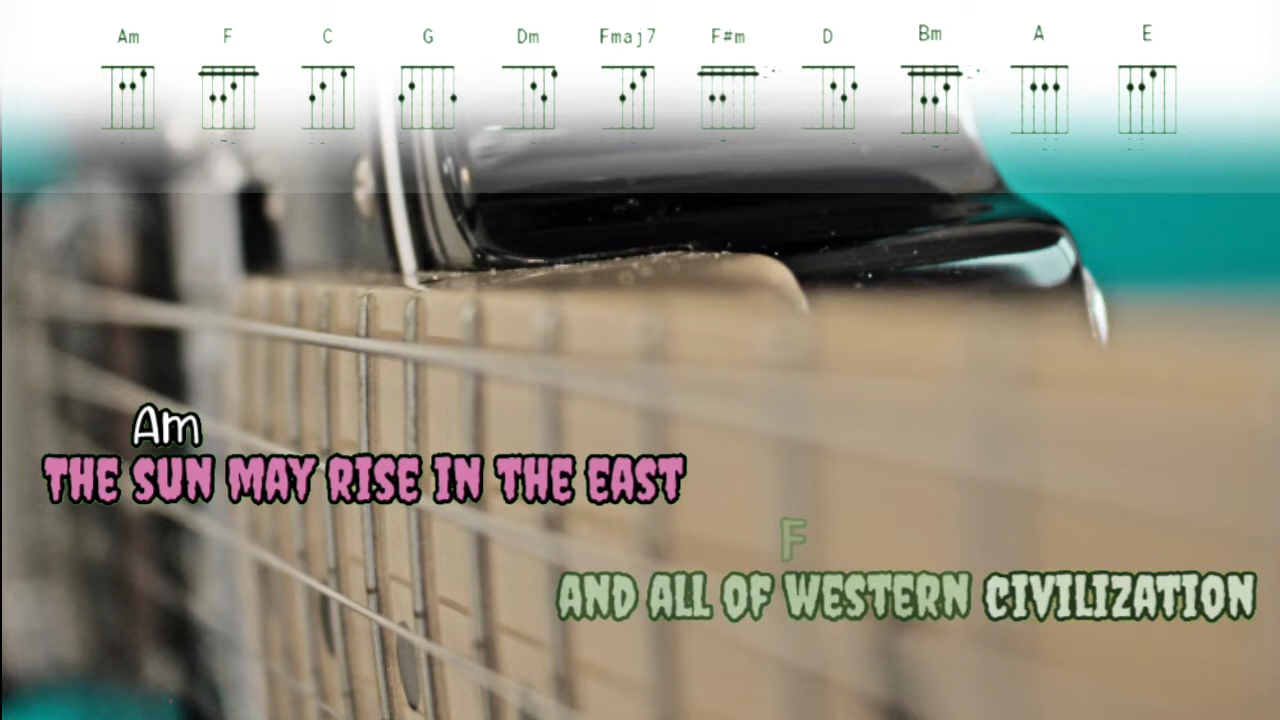 Am F C G Dm Fmaj7 F#m D Bm A E
Am
THE SUN MAY RISE IN THE EAST
F
AND ALL OF WESTERN CIVILIZATION